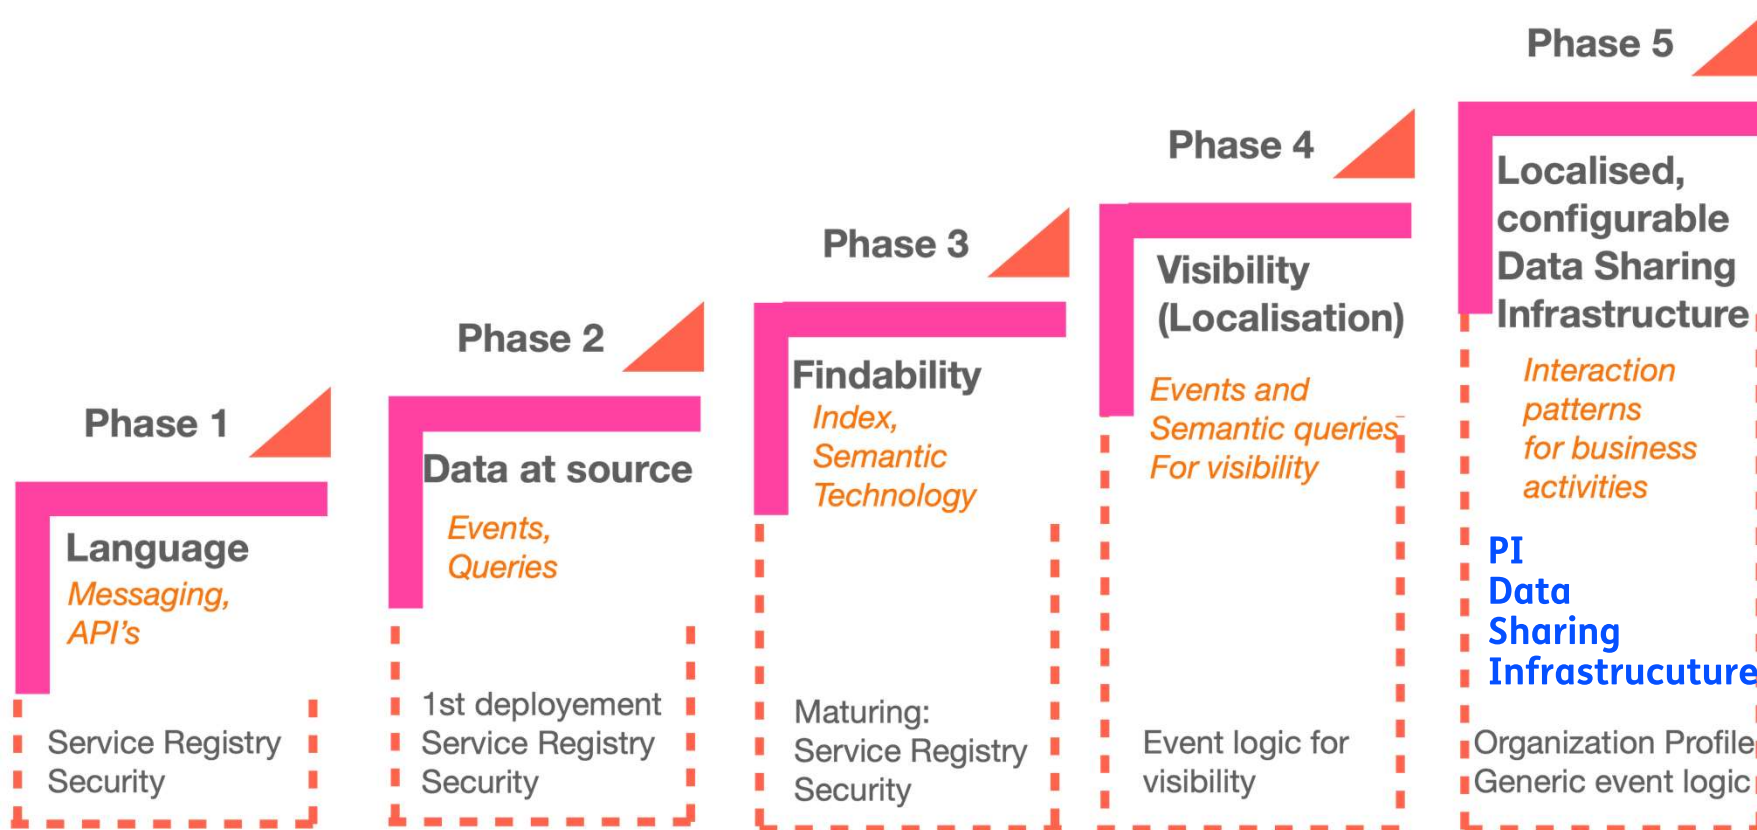 Phase 1
Language
Messaging,
API's
Service Registry
Security
Phase 2
Data at source
Events,
Queries
1st deployement
Service Registry
Security
Phase 3
Findability
Index,
Semantic
Technology
Maturing:
Service Registry
Security
Phase 4
Visibility
(Localisation)
Events and
Semantic queries
For visibility
Event logic for
visibility
Phase 5
Localised,
configurable
Data Sharing
Infrastructure
Interaction
patterns
for business
activities
PI
Data
Sharing
Infrastrucuture
Organization Profile
Generic event logic